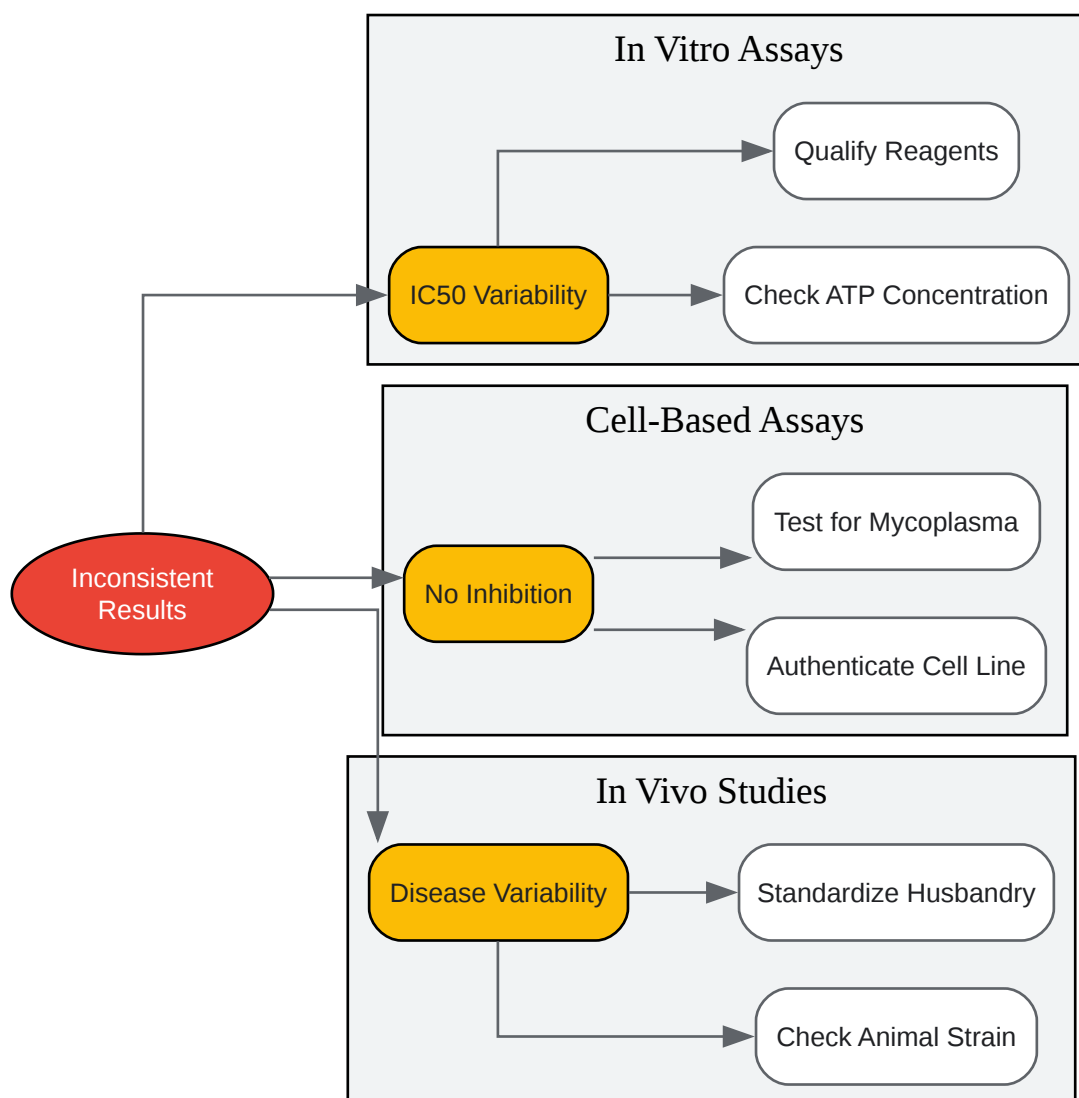 In Vitro Assays
Qualify Reagents
IC50 Variability
Check ATP Concentration
Cell-Based Assays
Test for Mycoplasma
Inconsistent
Results
No Inhibition
Authenticate Cell Line
In Vivo Studies
Disease Variability
Standardize Husbandry
Check Animal Strain